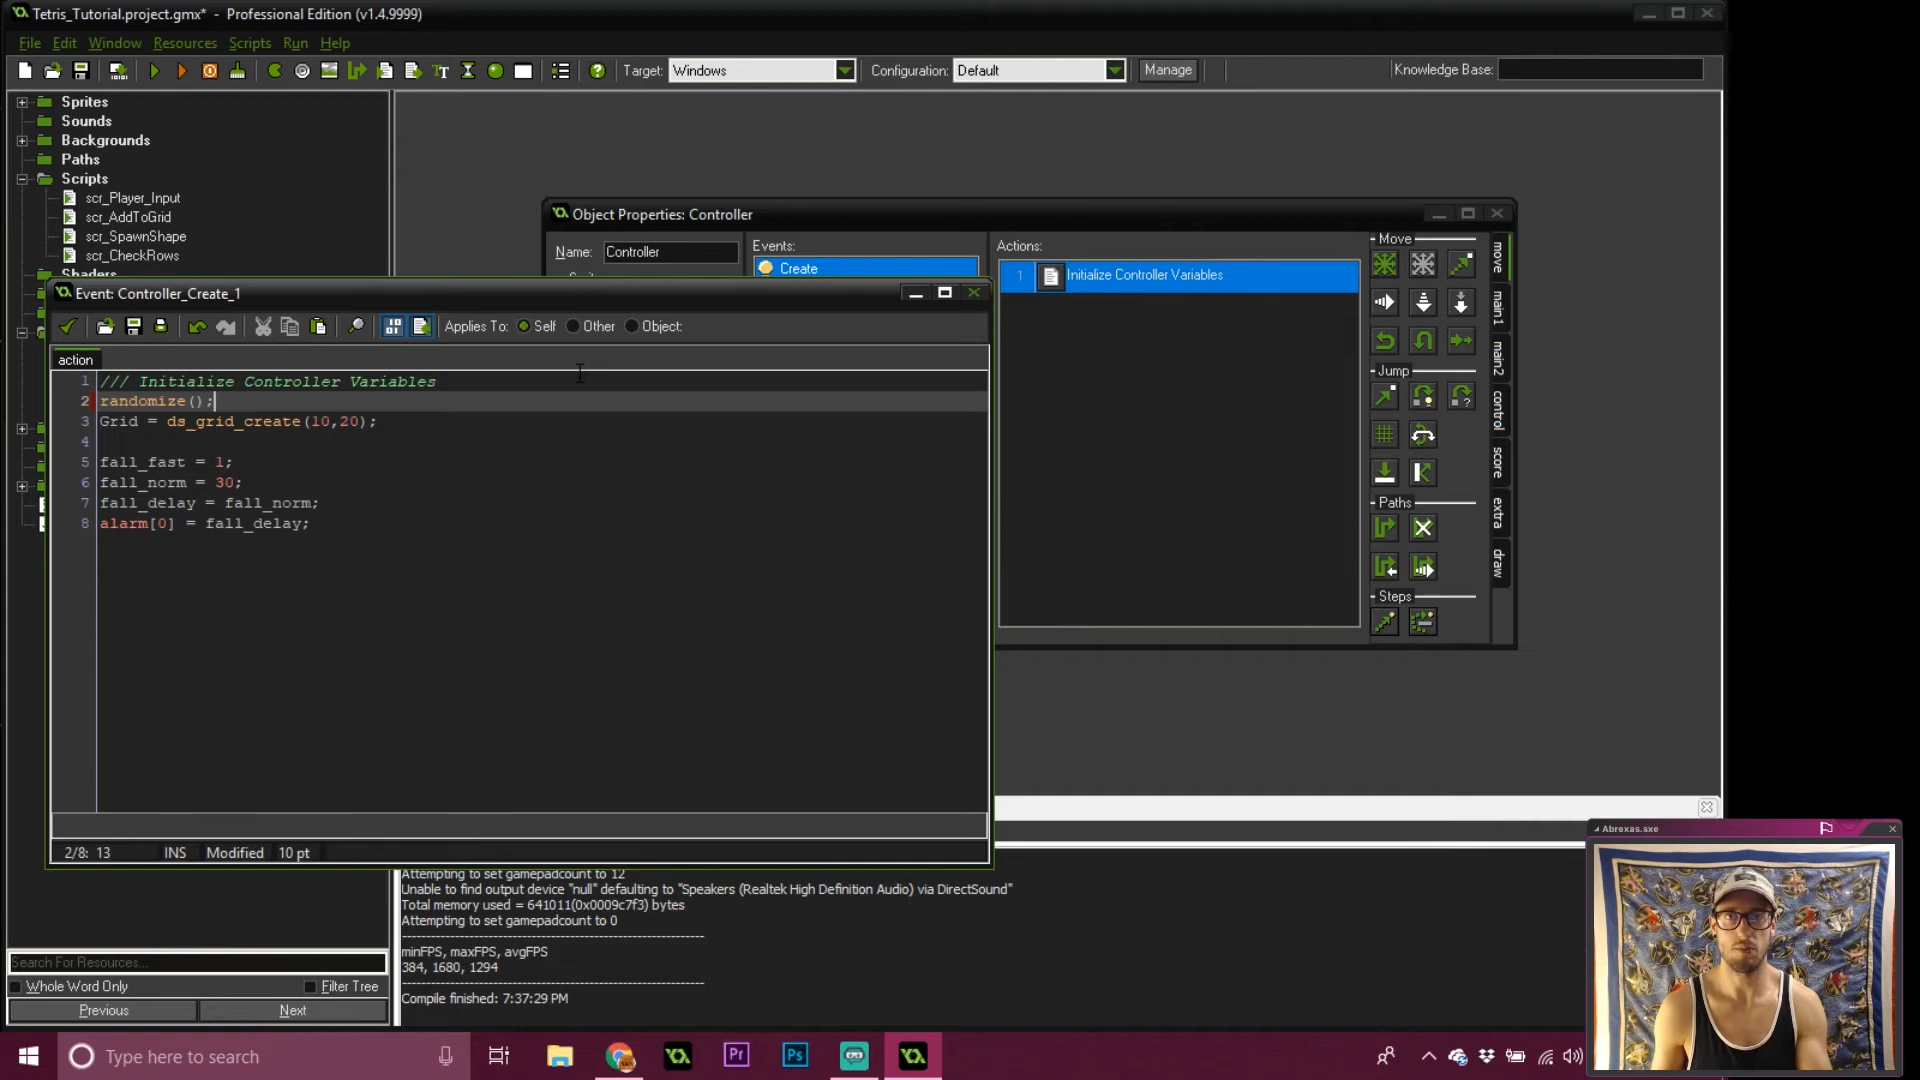 Tetris_Tutorial.project.gmx* - Professional Edition (v1.4.9999)
File Edit Window Resources Scripts Run Help
Target: Windows Configuration: Default Manage Knowledge Base:
Sprites
Sounds
Backgrounds
Paths
Scripts
scr_Player_Input
scr_AddToGrid
scr_SpawnShape
scr_CheckRows
Shaders
Object Properties: Controller
Name: Controller
Events:
Create
Actions:
1 Initialize Controller Variables
Move
Jump
Paths
Steps
move
main1
main2
control
score
extra
draw
Event: Controller_Create_1
Applies To: Self Other Object:
action
1 /// Initialize Controller Variables
2 randomize();
3 Grid = ds_grid_create(10,20);
4
5 fall_fast = 1;
6 fall_norm = 30;
7 fall_delay = fall_norm;
8 alarm[0] = fall_delay;
2/8: 13 INS Modified 10 pt
Attempting to set gamepadcount to 12
Unable to find output device "null" defaulting to "Speakers (Realtek High Definition Audio) via DirectSound"
Total memory used = 641011(0x0009c7f3) bytes
Attempting to set gamepadcount to 0
minFPS, maxFPS, avgFPS
384, 1680, 1294
Compile finished: 7:37:29 PM
Search For Resources...
Whole Word Only Filter Tree
Previous Next
Abrexas.sxe
Type here to search
Pr
Ps